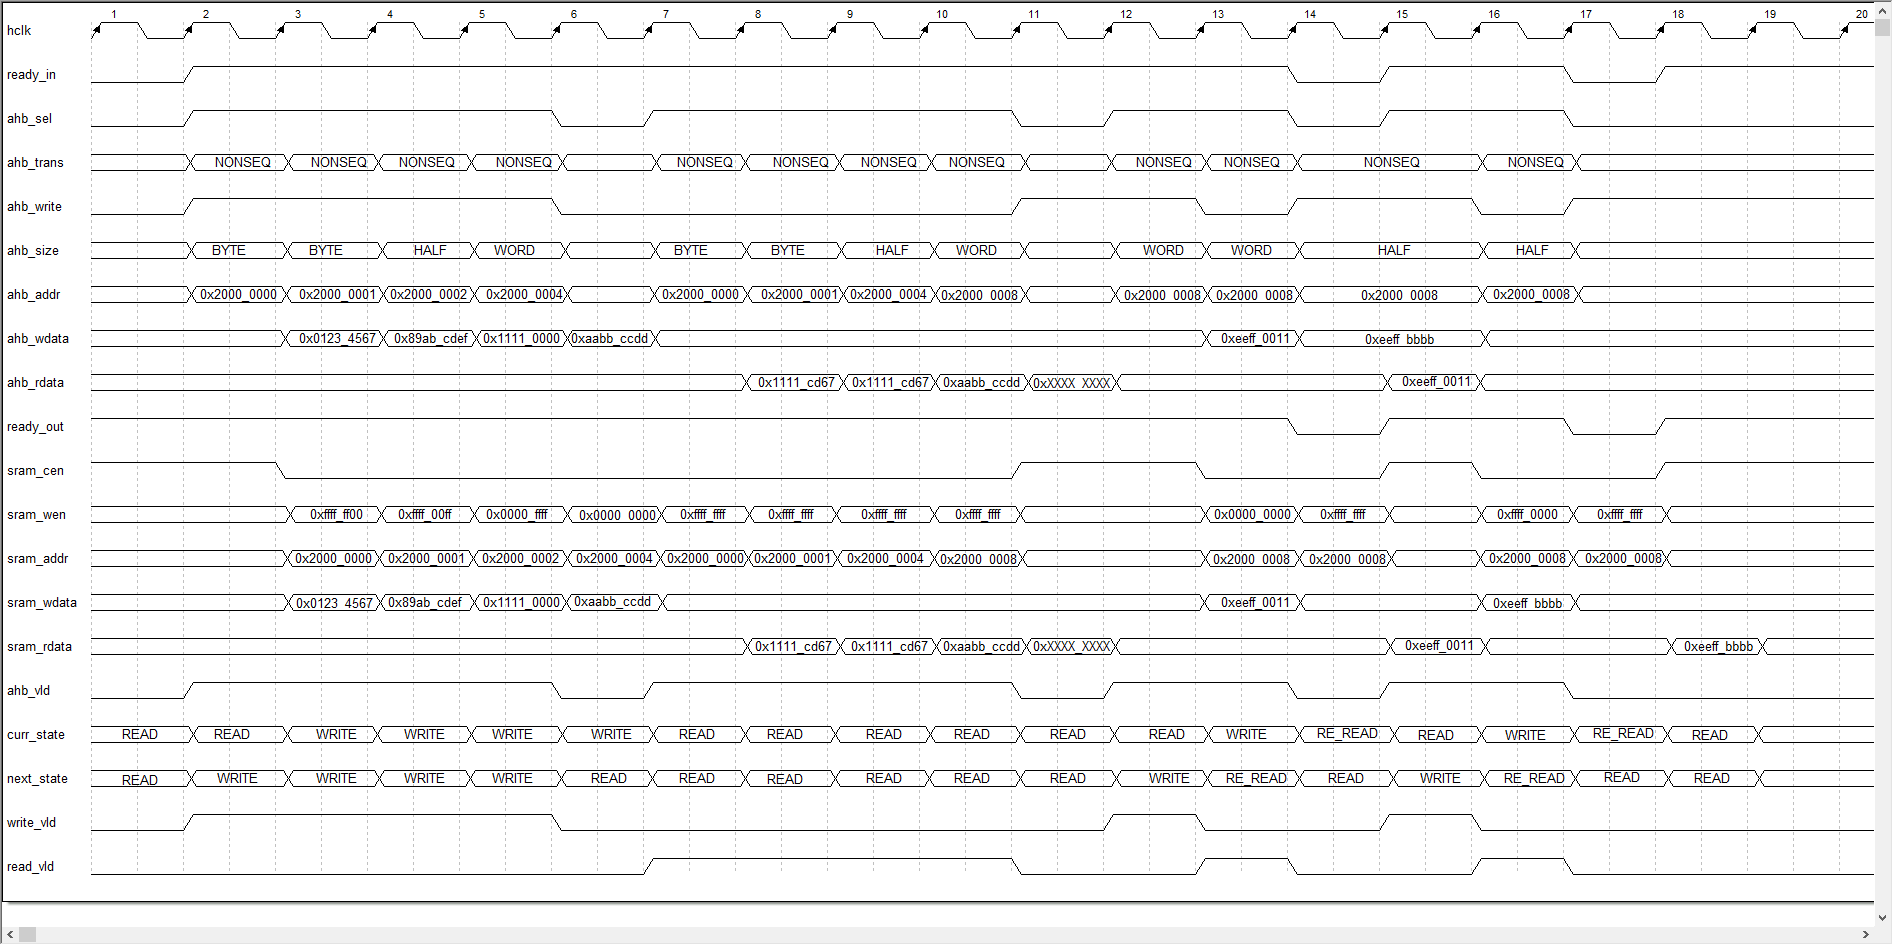 1 2 3 4 5 6 7 8 9 10 11 12 13 14 15 16 17 18 19 20
hclk
ready_in
ahb_sel
ahb_trans NONSEQ NONSEQ NONSEQ NONSEQ NONSEQ NONSEQ NONSEQ NONSEQ NONSEQ NONSEQ NONSEQ NONSEQ
ahb_write
ahb_size BYTE BYTE HALF WORD BYTE BYTE HALF WORD WORD WORD HALF HALF
ahb_addr 0x2000_0000 0x2000_0001 0x2000_0002 0x2000_0004 0x2000_0000 0x2000_0001 0x2000_0004 0x2000_0008 0x2000_0008 0x2000_0008 0x2000_0008 0x2000_0008
ahb_wdata 0x0123_4567 0x89ab_cdef 0x1111_0000 0xaabb_ccdd 0xeeff_0011 0xeeff_bbbb
ahb_rdata 0x1111_cd67 0x1111_cd67 0xaabb_ccdd 0xXXXX_XXXX 0xeeff_0011
ready_out
sram_cen
sram_wen 0xffff_ff00 0xffff_00ff 0x0000_ffff 0x0000_0000 0xffff_ffff 0xffff_ffff 0xffff_ffff 0xffff_ffff 0x0000_0000 0xffff_ffff 0xffff_0000 0xffff_ffff
sram_addr 0x2000_0000 0x2000_0001 0x2000_0002 0x2000_0004 0x2000_0000 0x2000_0001 0x2000_0004 0x2000_0008 0x2000_0008 0x2000_0008 0x2000_0008 0x2000_0008
sram_wdata 0x0123_4567 0x89ab_cdef 0x1111_0000 0xaabb_ccdd 0xeeff_0011 0xeeff_bbbb
sram_rdata 0x1111_cd67 0x1111_cd67 0xaabb_ccdd 0xXXXX_XXXX 0xeeff_0011 0xeeff_bbbb
ahb_vld
curr_state READ READ WRITE WRITE WRITE WRITE READ READ READ READ READ READ WRITE RE_READ READ WRITE RE_READ READ
next_state READ WRITE WRITE WRITE WRITE READ READ READ READ READ READ WRITE RE_READ READ WRITE RE_READ READ READ
write_vld
read_vld